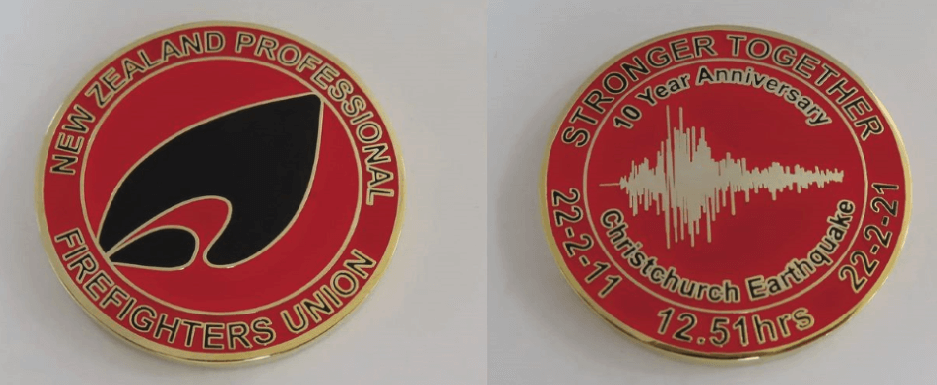 NEW ZEALAND PROFESSIONAL
FIREFIGHTERS UNION
STRONGER TOGETHER
10 Year Anniversary
Christchurch Earthquake
22-2-11
12.51hrs
22-2-21